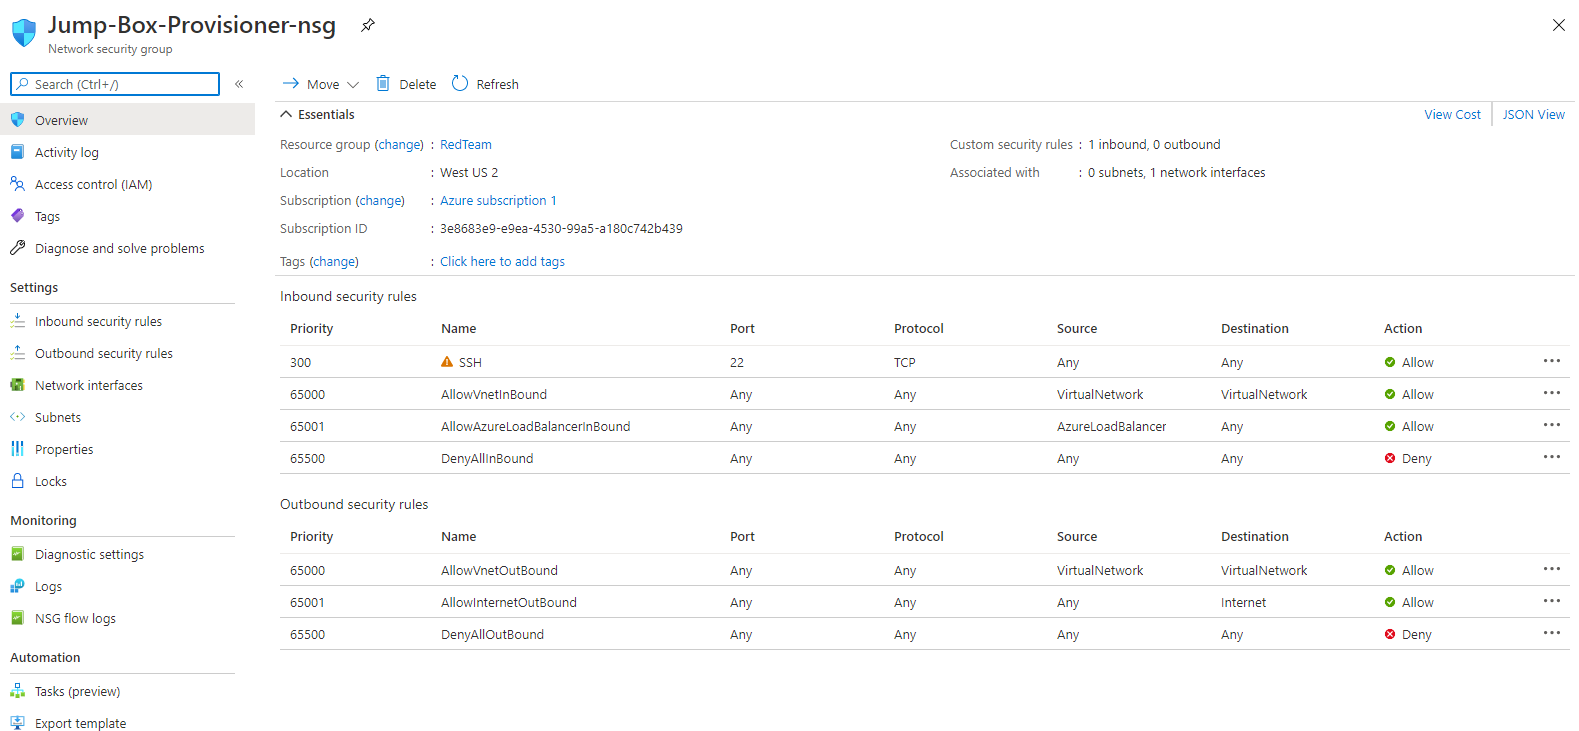 Jump-Box-Provisioner-nsg
Network security group
Search (Ctrl+/)
«
Overview
Activity log
Access control (IAM)
Tags
Diagnose and solve problems
Settings
Inbound security rules
Outbound security rules
Network interfaces
Subnets
Properties
Locks
Monitoring
Diagnostic settings
Logs
NSG flow logs
Automation
Tasks (preview)
Export template
Move Delete Refresh
Essentials View Cost JSON View
Resource group (change) : RedTeam
Location : West US 2
Subscription (change) : Azure subscription 1
Subscription ID : 3e8683e9-e9ea-4530-99a5-a180c742b439
Tags (change) : Click here to add tags
Custom security rules : 1 inbound, 0 outbound
Associated with : 0 subnets, 1 network interfaces
Inbound security rules
Priority Name Port Protocol Source Destination Action
300 SSH 22 TCP Any Any Allow ...
65000 AllowVnetInBound Any Any VirtualNetwork VirtualNetwork Allow ...
65001 AllowAzureLoadBalancerInBound Any Any AzureLoadBalancer Any Allow ...
65500 DenyAllInBound Any Any Any Any Deny ...
Outbound security rules
Priority Name Port Protocol Source Destination Action
65000 AllowVnetOutBound Any Any VirtualNetwork VirtualNetwork Allow ...
65001 AllowInternetOutBound Any Any Any Internet Allow ...
65500 DenyAllOutBound Any Any Any Any Deny ...